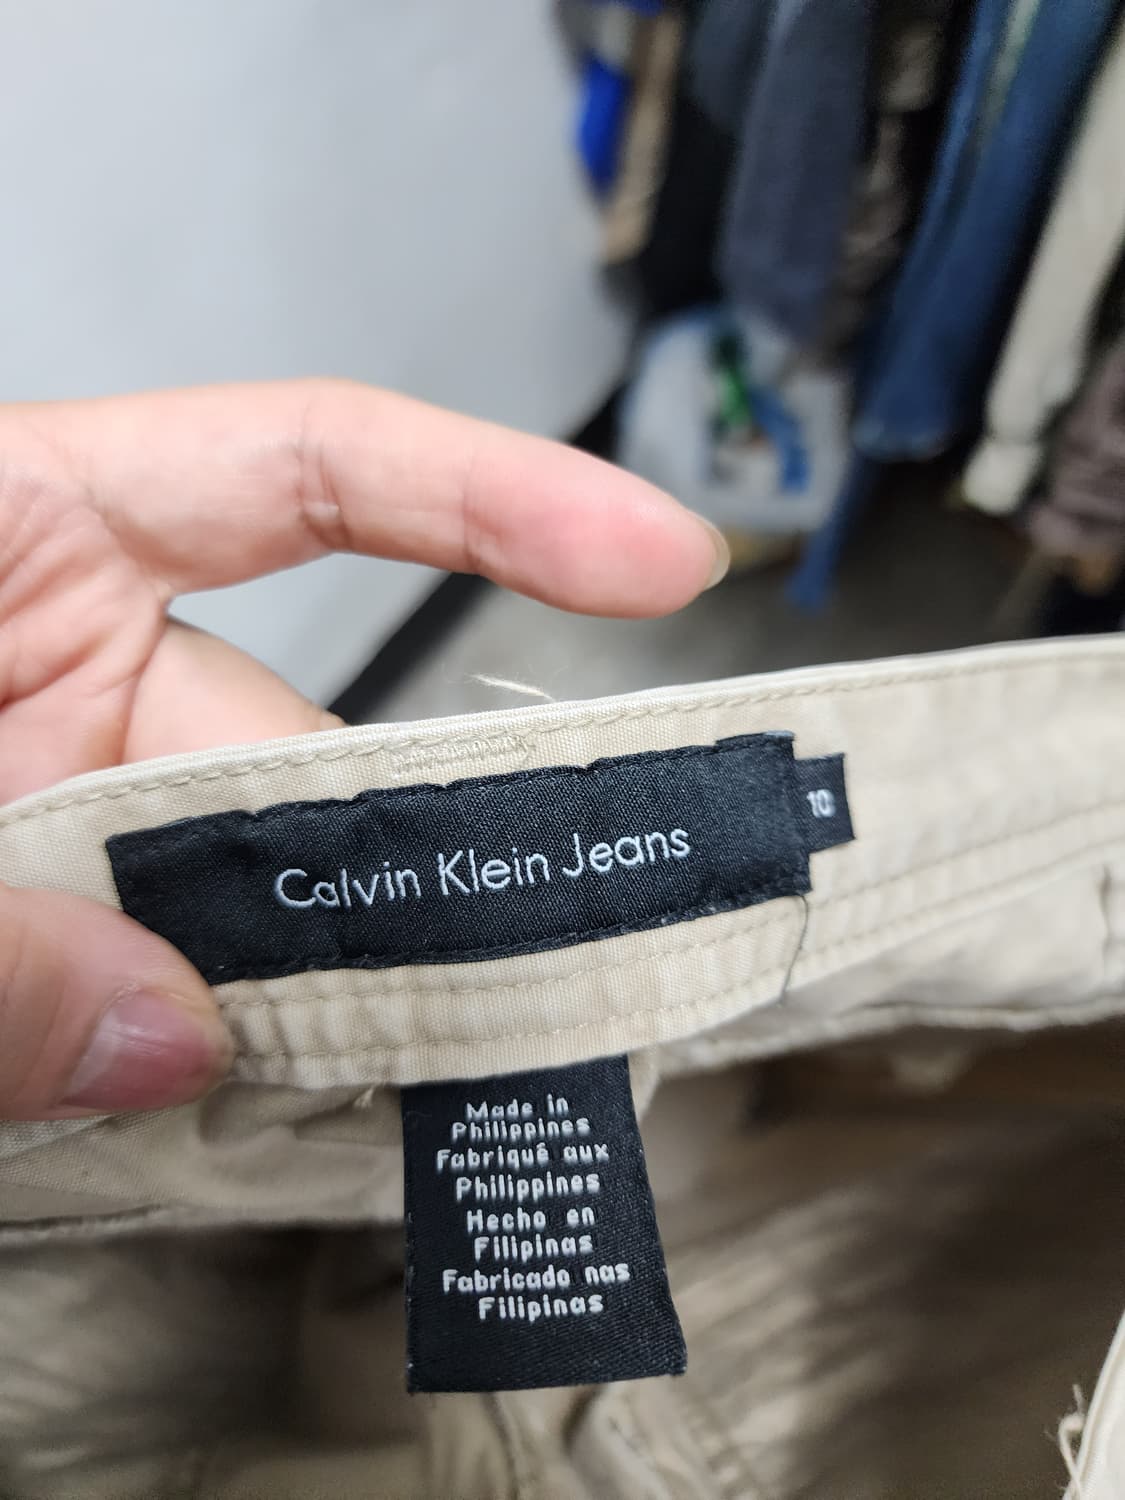 Calvin Klein Jeans
10
Made in
Philippines
Fabriqué aux
Philippines
Hecho en
Filipinas
Fabricado nas
Filipinas